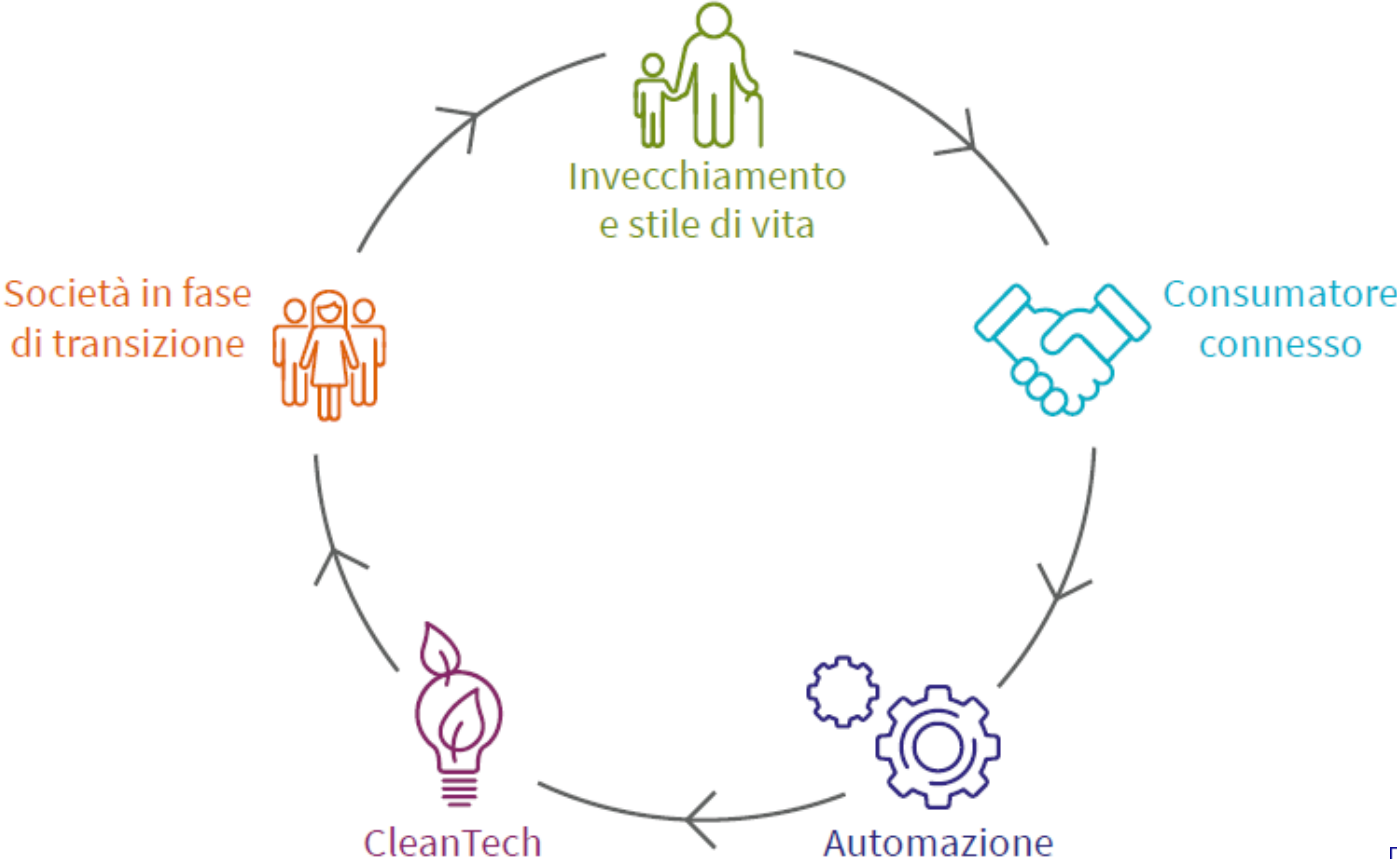 Invecchiamento
e stile di vita
Società in fase
di transizione
Consumatore
connesso
CleanTech
Automazione